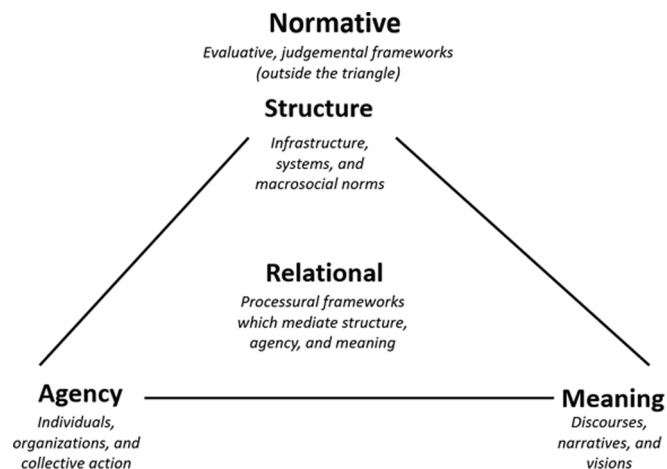 Normative
Evaluative, judgemental frameworks
(outside the triangle)
Structure
Infrastructure,
systems, and
macrosocial norms
Relational
Processural frameworks
which mediate structure,
agency, and meaning
Agency
Individuals,
organizations, and
collective action
Meaning
Discourses,
narratives, and
visions